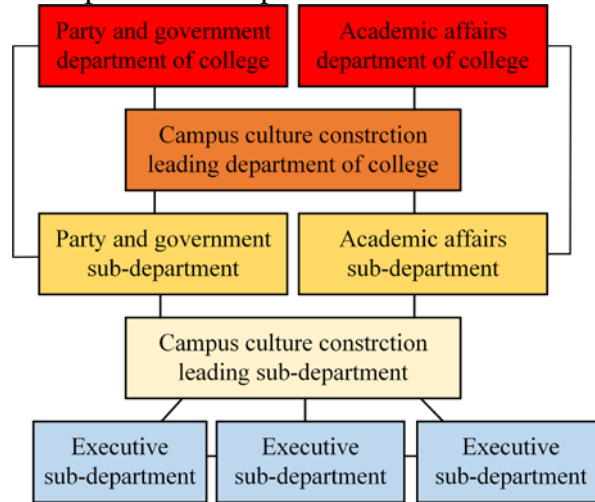 Party and government
department of college
Academic affairs
department of college
Campus culture constrction
leading department of college
Party and government
sub-department
Academic affairs
sub-department
Campus culture constrction
leading sub-department
Executive
sub-department
Executive
sub-department
Executive
sub-department